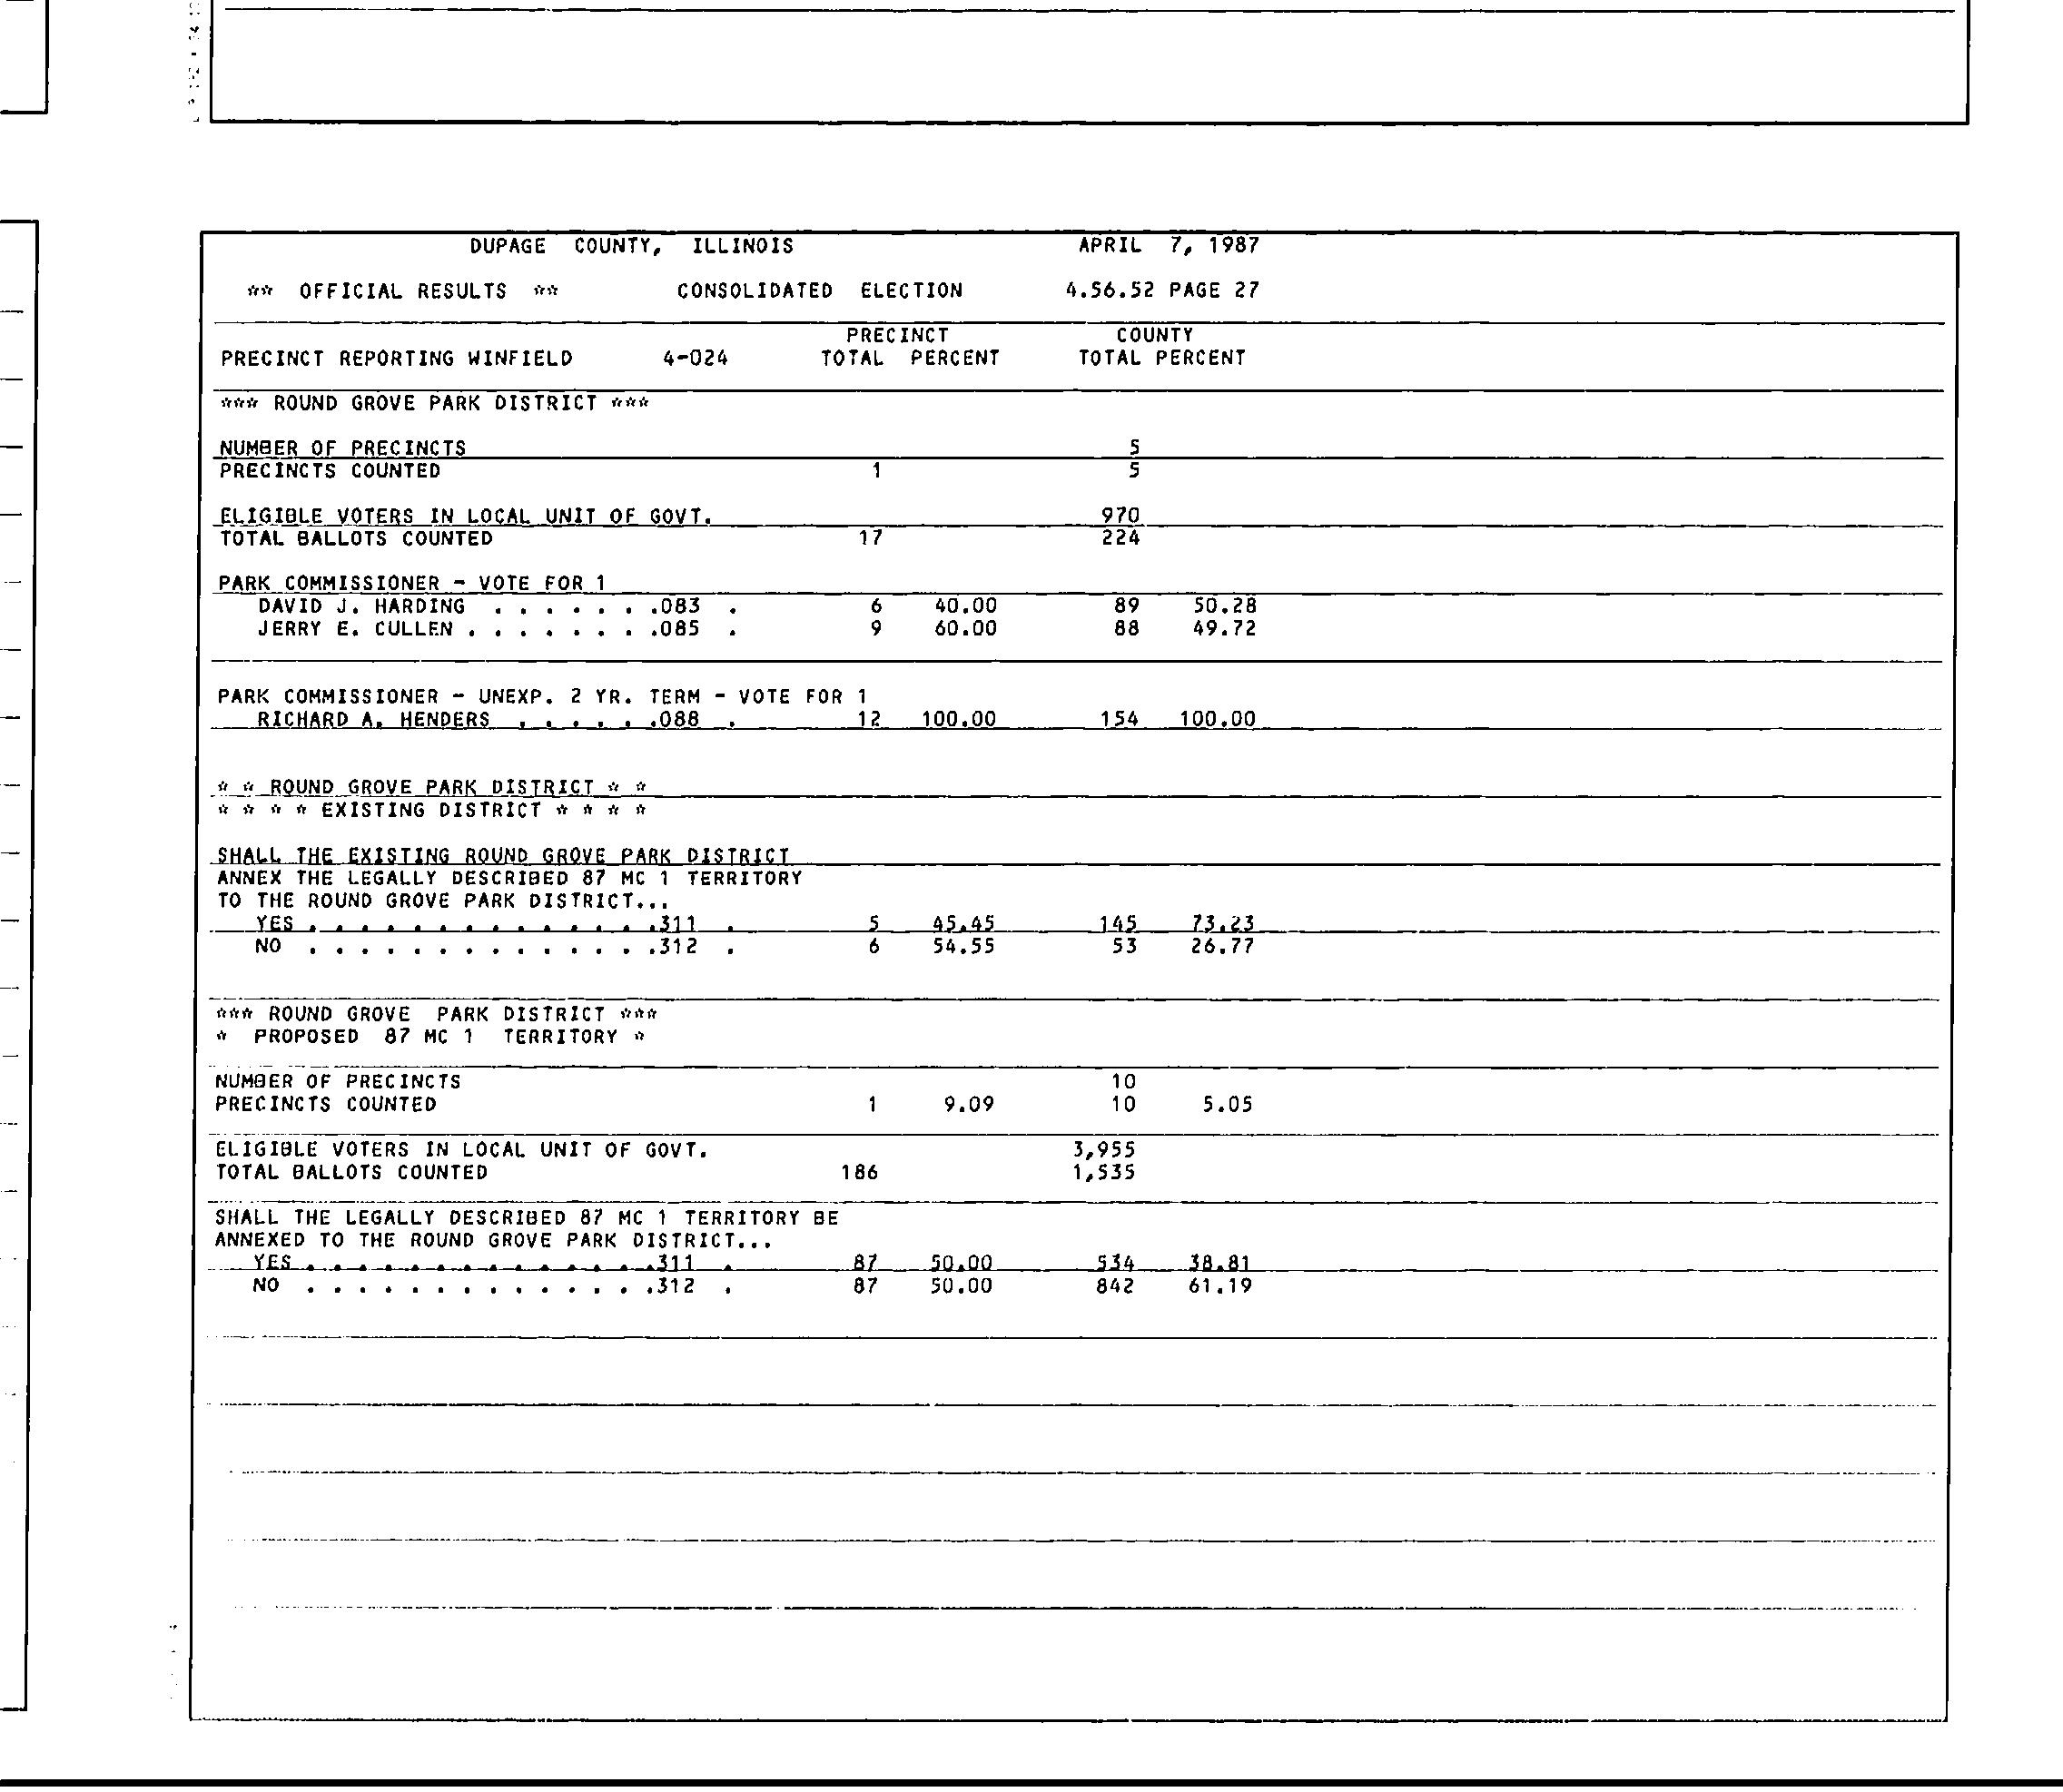 DUPAGE COUNTY, ILLINOIS APRIL 7, 1987
** OFFICIAL RESULTS ** CONSOLIDATED ELECTION 4.56.52 PAGE 27
PRECINCT COUNTY
PRECINCT REPORTING WINFIELD 4-024 TOTAL PERCENT TOTAL PERCENT
*** ROUND GROVE PARK DISTRICT ***
NUMBER OF PRECINCTS 5
PRECINCTS COUNTED 1 5
ELIGIBLE VOTERS IN LOCAL UNIT OF GOVT. 970
TOTAL BALLOTS COUNTED 17 224
PARK COMMISSIONER - VOTE FOR 1
DAVID J. HARDING . . . . . . .083 . 6 40.00 89 50.28
JERRY E. CULLEN . . . . . . . .085 . 9 60.00 88 49.72
PARK COMMISSIONER - UNEXP. 2 YR. TERM - VOTE FOR 1
RICHARD A. HENDERS . . . . . .088 . 12 100.00 154 100.00
* * ROUND GROVE PARK DISTRICT * *
* * * * EXISTING DISTRICT * * * *
SHALL THE EXISTING ROUND GROVE PARK DISTRICT
ANNEX THE LEGALLY DESCRIBED 87 MC 1 TERRITORY
TO THE ROUND GROVE PARK DISTRICT...
YES . . . . . . . . . . . . . .311 . 5 45.45 145 73.23
NO . . . . . . . . . . . . . .312 . 6 54.55 53 26.77
*** ROUND GROVE PARK DISTRICT ***
* PROPOSED 87 MC 1 TERRITORY *
NUMBER OF PRECINCTS 10
PRECINCTS COUNTED 1 9.09 10 5.05
ELIGIBLE VOTERS IN LOCAL UNIT OF GOVT. 3,955
TOTAL BALLOTS COUNTED 186 1,535
SHALL THE LEGALLY DESCRIBED 87 MC 1 TERRITORY BE
ANNEXED TO THE ROUND GROVE PARK DISTRICT...
YES . . . . . . . . . . . . . .311 . 87 50.00 534 38.81
NO . . . . . . . . . . . . . .312 . 87 50.00 842 61.19